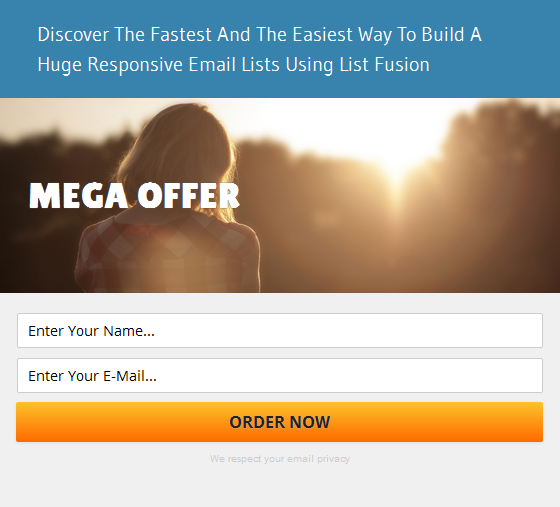 Discover The Fastest And The Easiest Way To Build A
Huge Responsive Email Lists Using List Fusion
MEGA OFFER
Enter Your Name...
Enter Your E-Mail...
ORDER NOW
We respect your email privacy